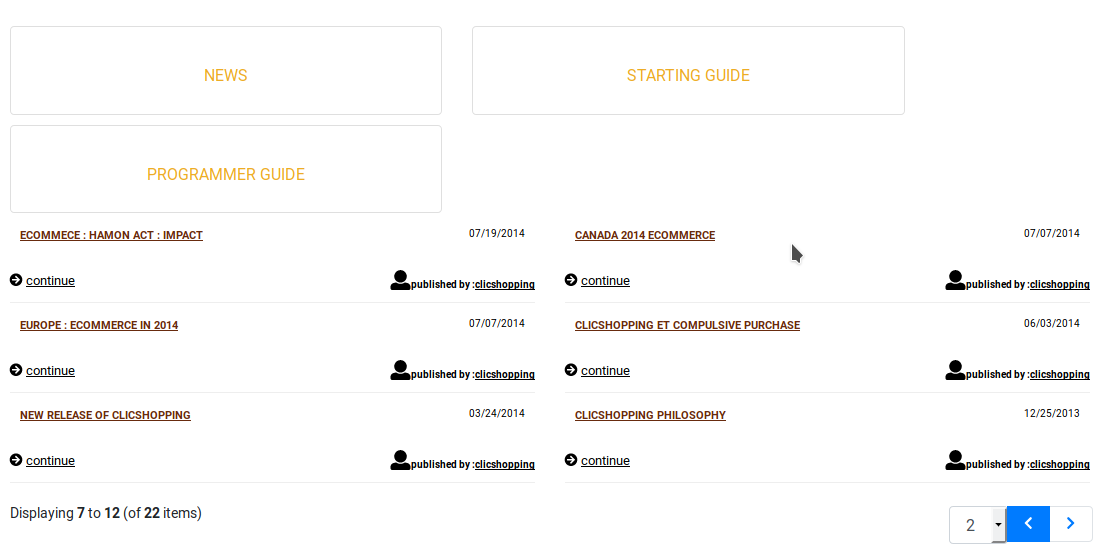 NEWS
STARTING GUIDE
PROGRAMMER GUIDE
ECOMMECE : HAMON ACT : IMPACT 07/19/2014
continue published by :clicshopping
CANADA 2014 ECOMMERCE 07/07/2014
continue published by :clicshopping
EUROPE : ECOMMERCE IN 2014 07/07/2014
continue published by :clicshopping
CLICSHOPPING ET COMPULSIVE PURCHASE 06/03/2014
continue published by :clicshopping
NEW RELEASE OF CLICSHOPPING 03/24/2014
continue published by :clicshopping
CLICSHOPPING PHILOSOPHY 12/25/2013
continue published by :clicshopping
Displaying 7 to 12 (of 22 items)
2